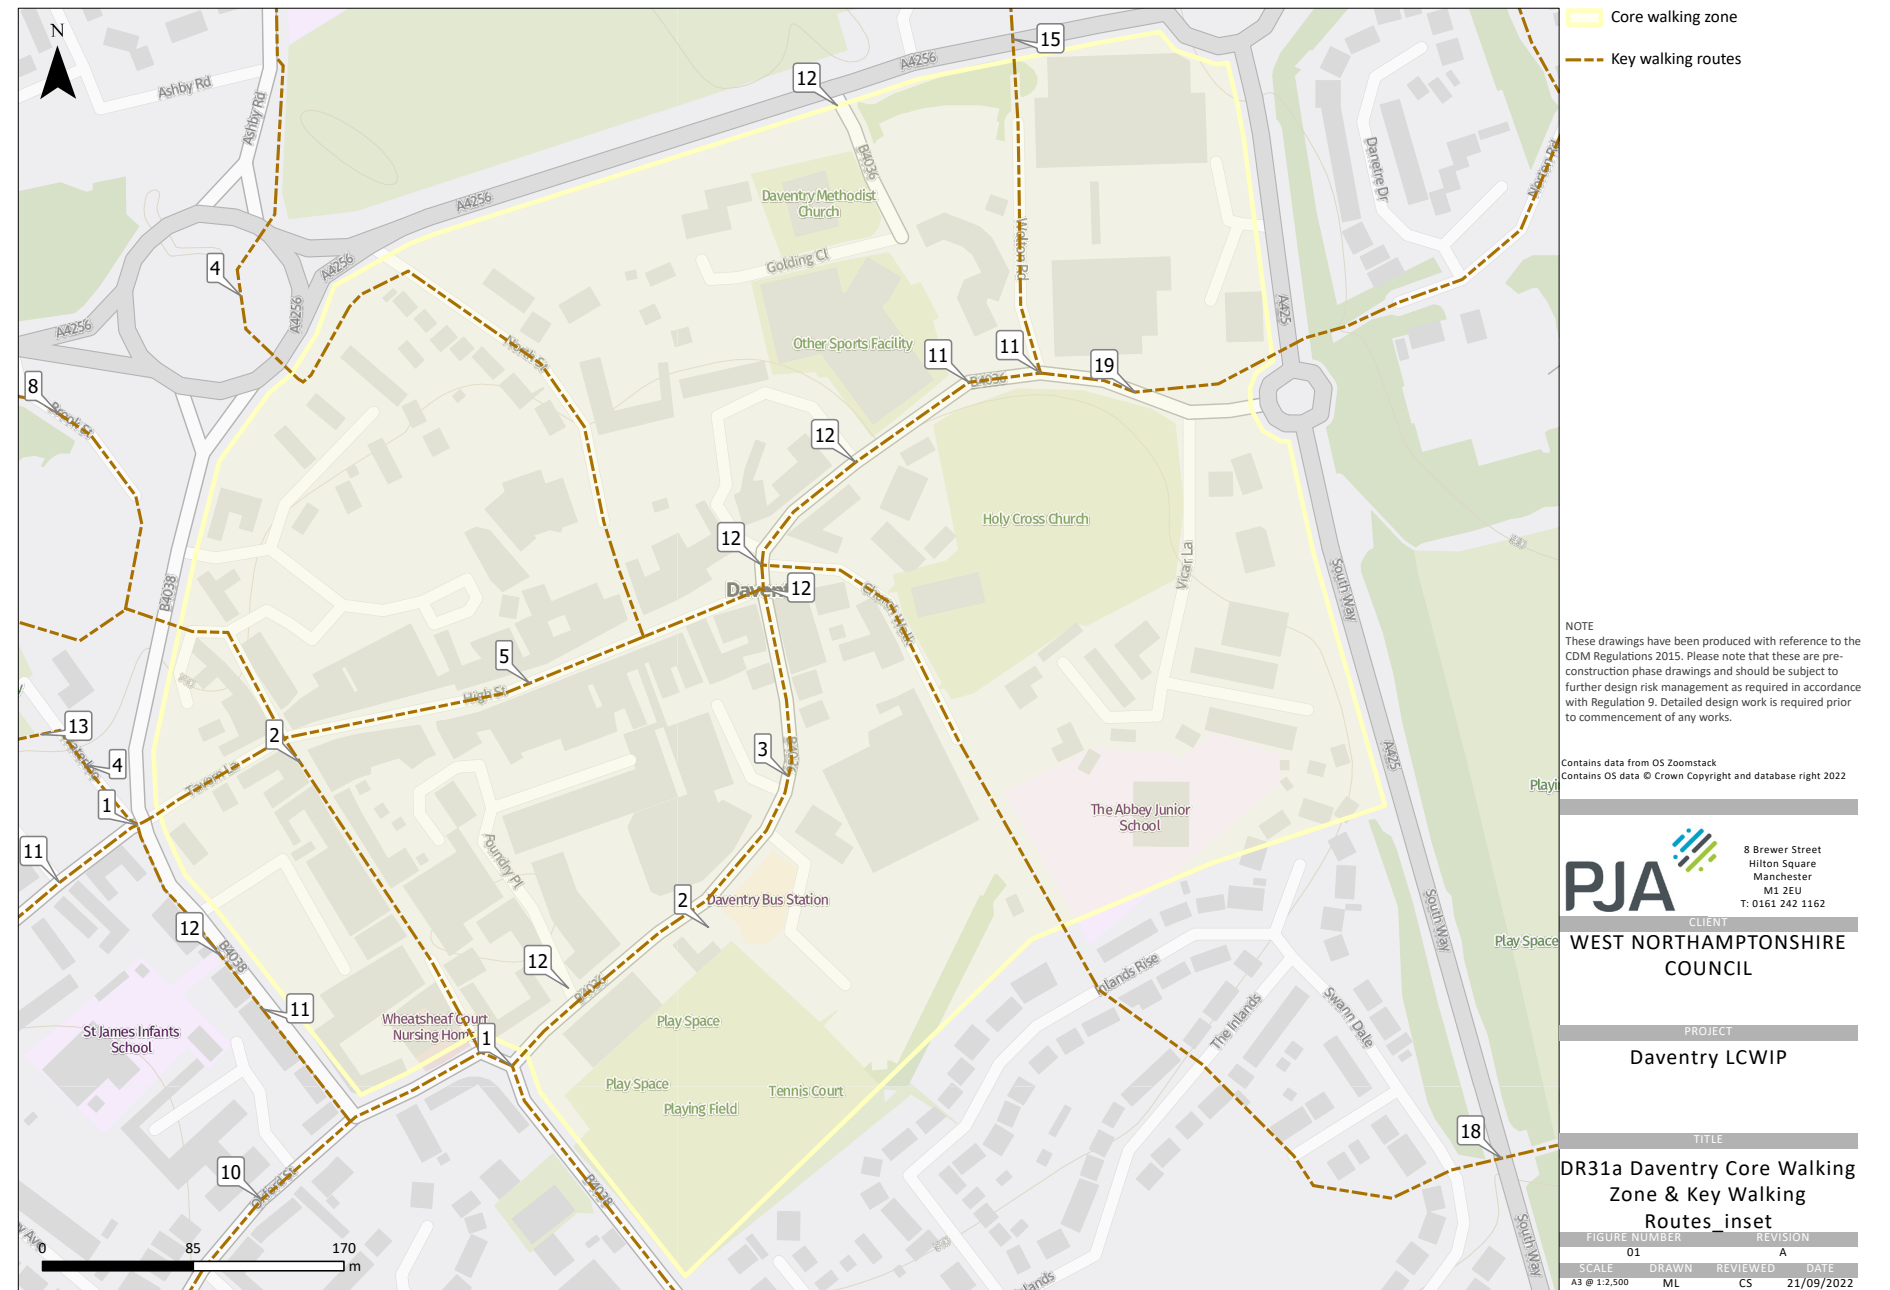 N
Core walking zone
Key walking routes
15
A4256
12
Ashby Rd
Ashby Rd
B4036
Danetre Dr
Norton Rd
Daventry Methodist
Church
A4256
Golding Cl
Walton Rd
4
A4256
A4256
A4256
A425
North St
Other Sports Facility
11
11
19
B4036
8
Brook St
12
Holy Cross Church
12
Vicar La
South Way
B4038
12
Church Walk
5
High St
2
13
4
3
B4036
A425
Tavern La
1
The Abbey Junior
School
11
Foundry Pl
2
Daventry Bus Station
12
B4038
12
South Way
Play Space
Inlands Rise
B4036
11
Wheatsheaf Court
Nursing Home
1
Play Space
The Inlands
Swann Dale
St James Infants
School
Play Space
Tennis Court
Playing Field
18
10
Oxford St
B4038
South Way
0
85
170
m
NOTE
These drawings have been produced with reference to the
CDM Regulations 2015. Please note that these are pre-
construction phase drawings and should be subject to
further design risk management as required in accordance
with Regulation 9. Detailed design work is required prior
to commencement of any works.
Contains data from OS Zoomstack
Contains OS data © Crown Copyright and database right 2022
PJA
8 Brewer Street
Hilton Square
Manchester
M1 2EU
T: 0161 242 1162
CLIENT
WEST NORTHAMPTONSHIRE
COUNCIL
PROJECT
Daventry LCWIP
TITLE
DR31a Daventry Core Walking
Zone & Key Walking
Routes_inset
FIGURE NUMBER
REVISION
01
A
SCALE
DRAWN
REVIEWED
DATE
A3 @ 1:2,500
ML
CS
21/09/2022